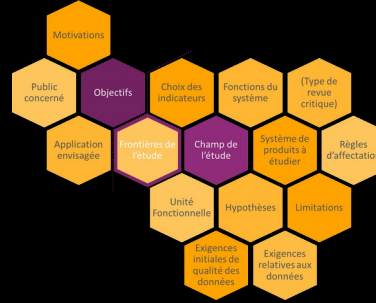 Motivations
Public
concerné
Objectifs
Choix des
indicateurs
Fonctions du
système
(Type de
revue
critique)
Application
envisagée
Frontières de
l'étude
Champ de
l'étude
Système de
produits à
étudier
Règles
d'affectation
Unité
Fonctionnelle
Hypothèses
Limitations
Exigences
initiales de
qualité des
données
Exigences
relatives aux
données